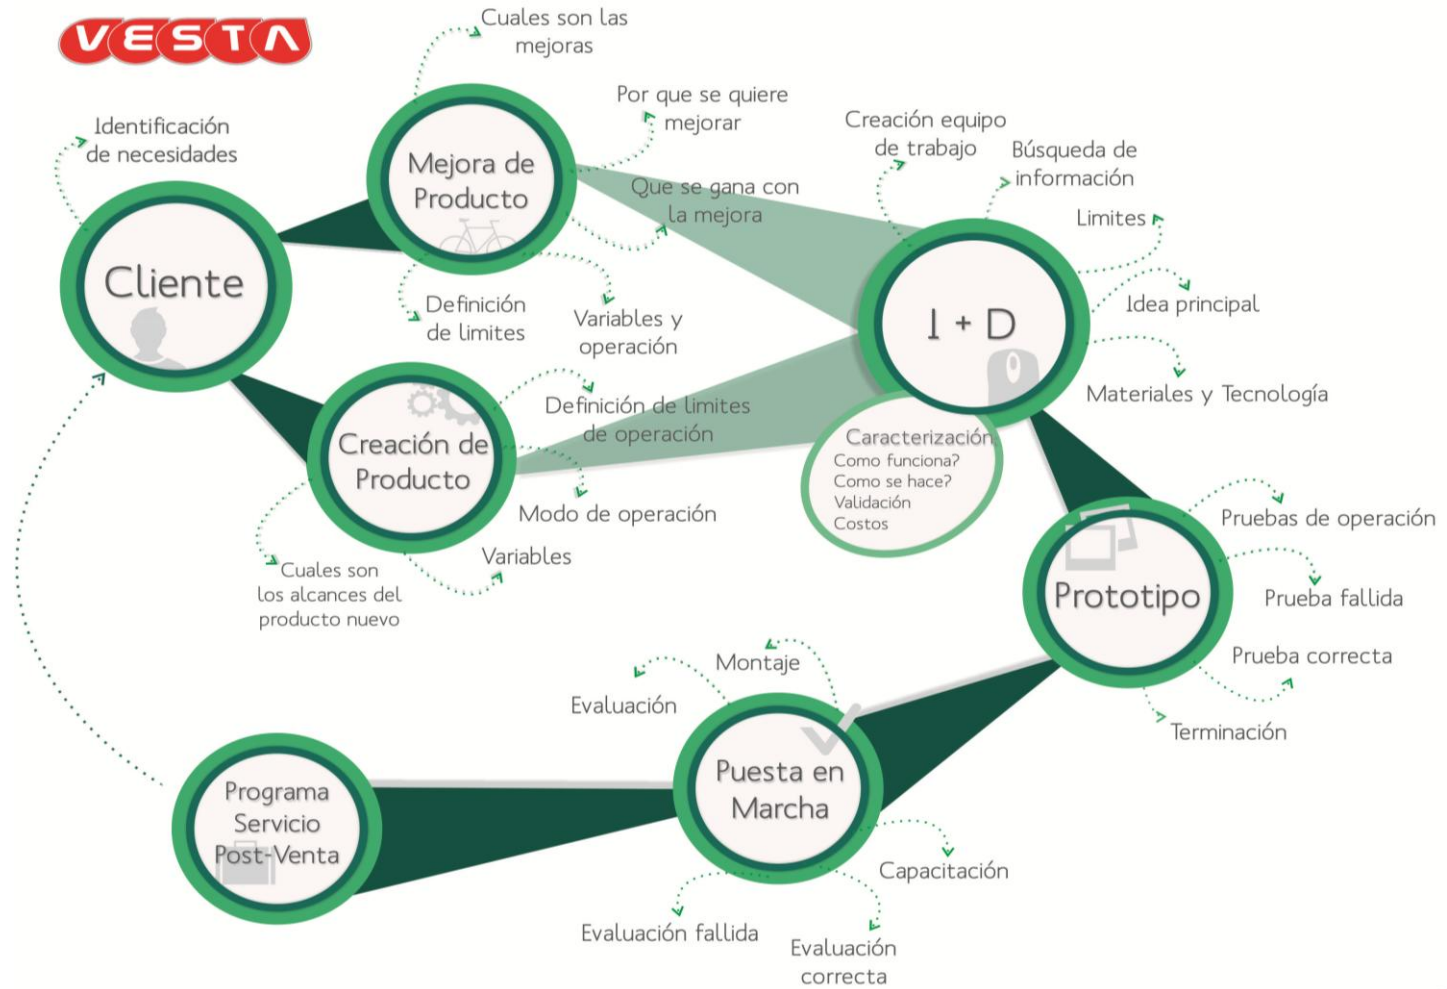 VESTA
Cuales son las
mejoras
Identificación
de necesidades
Mejora de
Producto
Por que se quiere
mejorar
Que se gana con
la mejora
Definición
de limites
Variables y
operación
Cliente
Creación de
Producto
Definición de limites
de operación
Modo de operación
Variables
Cuales son
los alcances del
producto nuevo
Creación equipo
de trabajo
Búsqueda de
información
Limites
Idea principal
Materiales y Tecnología
I + D
Caracterización
Como funciona?
Como se hace?
Validación
Costos
Prototipo
Pruebas de operación
Prueba fallida
Prueba correcta
Terminación
Montaje
Evaluación
Puesta en
Marcha
Capacitación
Evaluación fallida
Evaluación
correcta
Programa
Servicio
Post-Venta